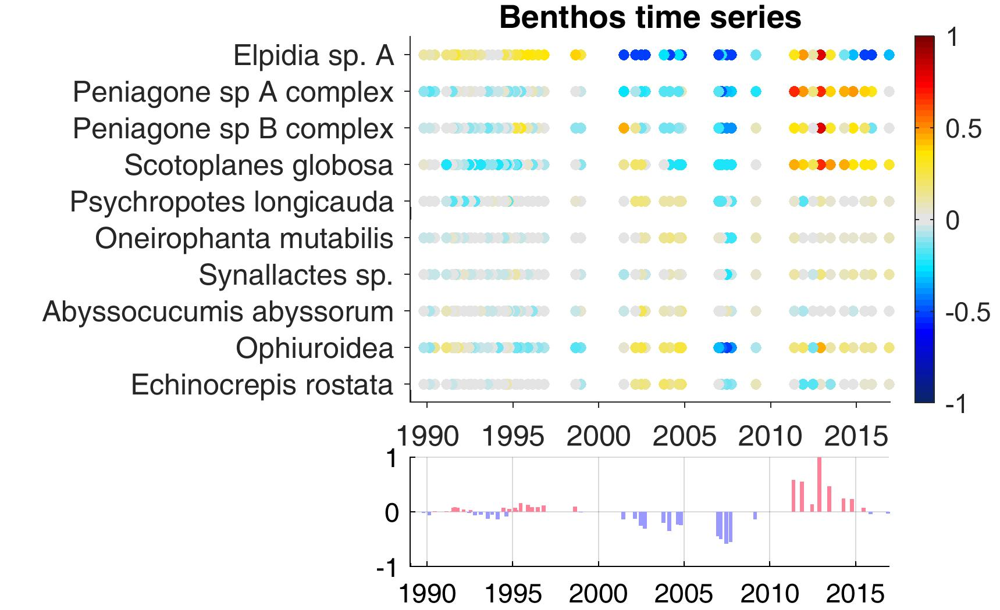 Benthos time series
Elpidia sp. A
Peniagone sp A complex
Peniagone sp B complex
Scotoplanes globosa
Psychropotes longicauda
Oneirophanta mutabilis
Synallactes sp.
Abyssocucumis abyssorum
Ophiuroidea
Echinocrepis rostata
1
0.5
0
-0.5
-1
1990 1995 2000 2005 2010 2015
1
0
-1
1990 1995 2000 2005 2010 2015